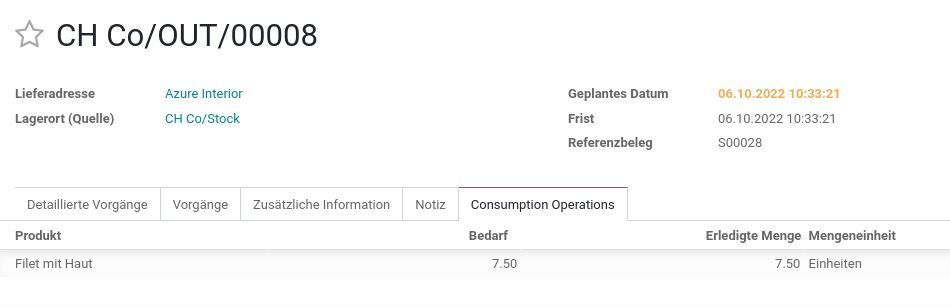 CH Co/OUT/00008
Lieferadresse Azure Interior Geplantes Datum 06.10.2022 10:33:21
Lagerort (Quelle) CH Co/Stock Frist 06.10.2022 10:33:21
Referenzbeleg S00028
Detaillierte Vorgänge Vorgänge Zusätzliche Information Notiz Consumption Operations
Produkt Bedarf Erledigte Menge Mengeneinheit
Filet mit Haut 7.50 7.50 Einheiten